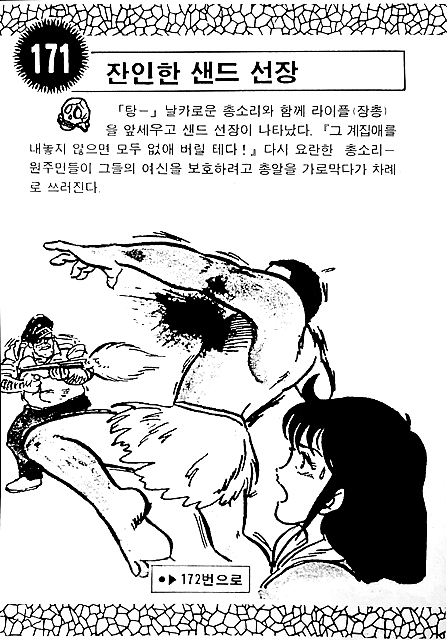 171
잔인한 샌드 선장
「탕−」 날카로운 총소리와 함께 라이플(장총)
을 앞세우고 샌드 선장이 나타났다. 『그 계집애를
내놓지 않으면 모두 없애 버릴 테다!』 다시 요란한 총소리−
원주민들이 그들의 여신을 보호하려고 총알을 가로막다가 차례
로 쓰러진다.
●▶172번으로